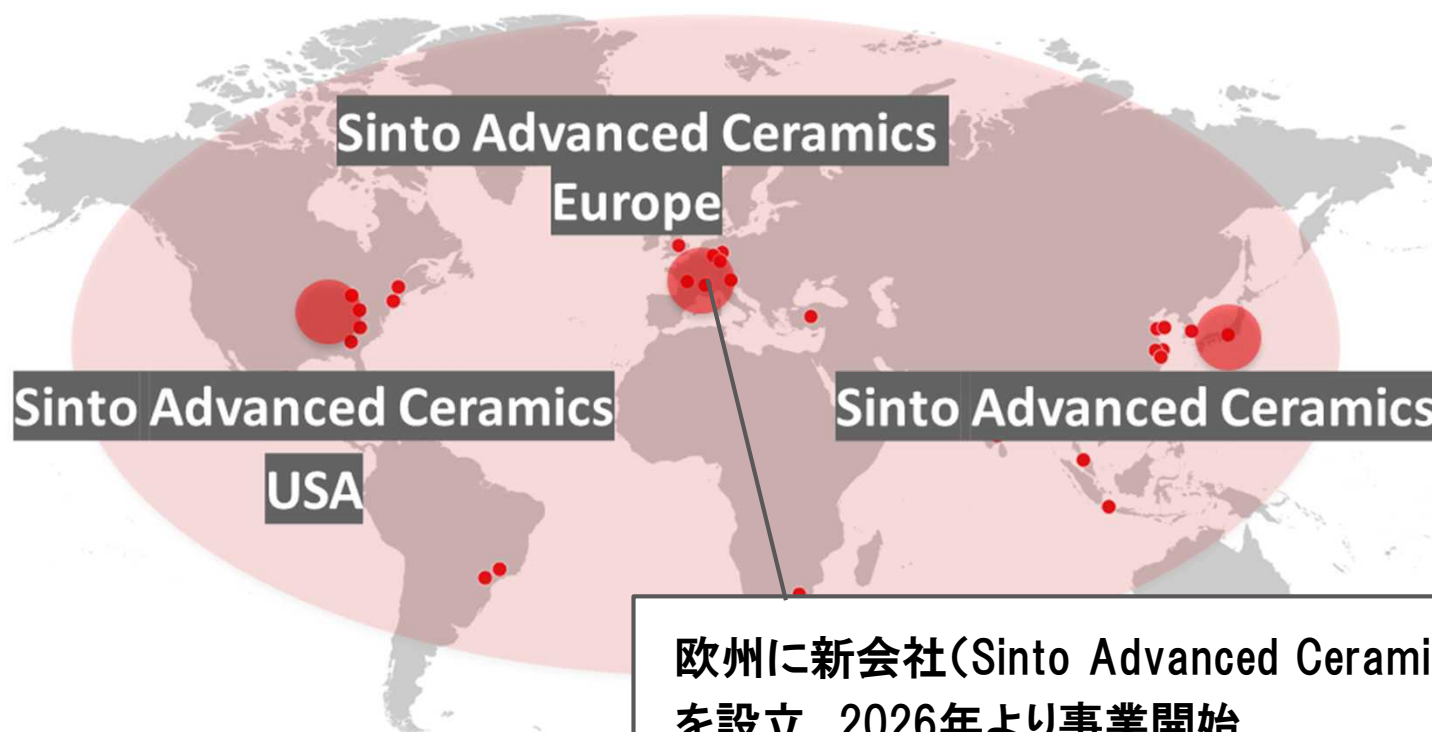 Sinto Advanced Ceramics
Europe
Sinto Advanced Ceramics
USA
Sinto Advanced Ceramics
欧州に新会社(Sinto Advanced Cerami
を設立 2026年より事業開始